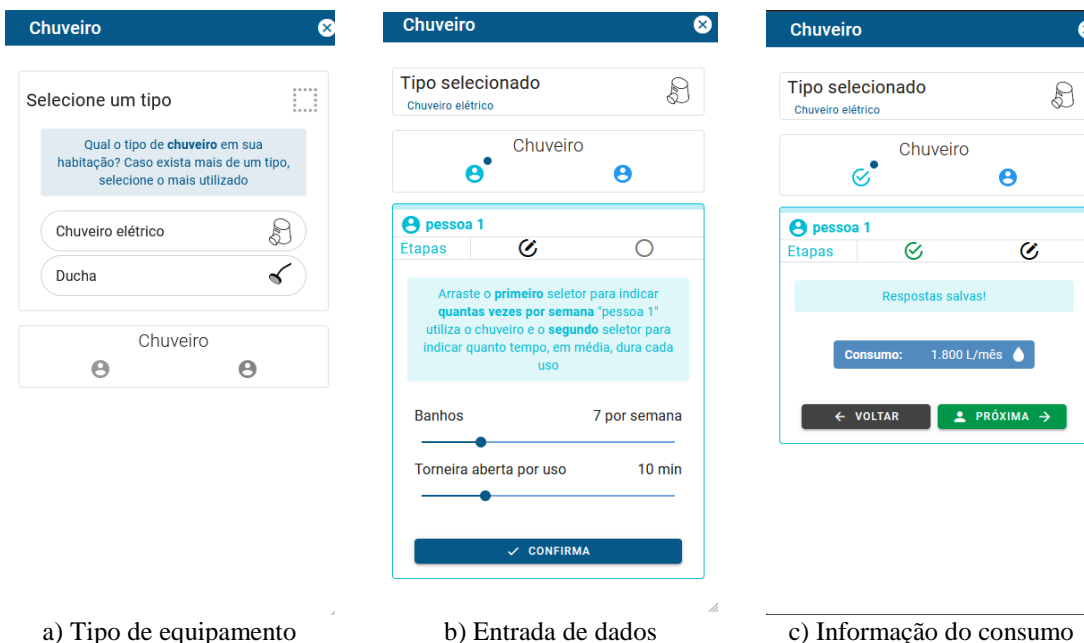 Chuveiro
Selecione um tipo
Qual o tipo de chuveiro em sua
habitação? Caso exista mais de um tipo,
selecione o mais utilizado
Chuveiro elétrico
Ducha
Chuveiro
a) Tipo de equipamento
Chuveiro
Tipo selecionado
Chuveiro elétrico
Chuveiro
pessoa 1
Etapas
Arraste o primeiro seletor para indicar
quantas vezes por semana "pessoa 1"
utiliza o chuveiro e o segundo seletor para
indicar quanto tempo, em média, dura cada
uso
Banhos 7 por semana
Torneira aberta por uso 10 min
CONFIRMA
b) Entrada de dados
Chuveiro
Tipo selecionado
Chuveiro elétrico
Chuveiro
pessoa 1
Etapas
Respostas salvas!
Consumo: 1.800 L/mês
VOLTAR PRÓXIMA
c) Informação do consumo